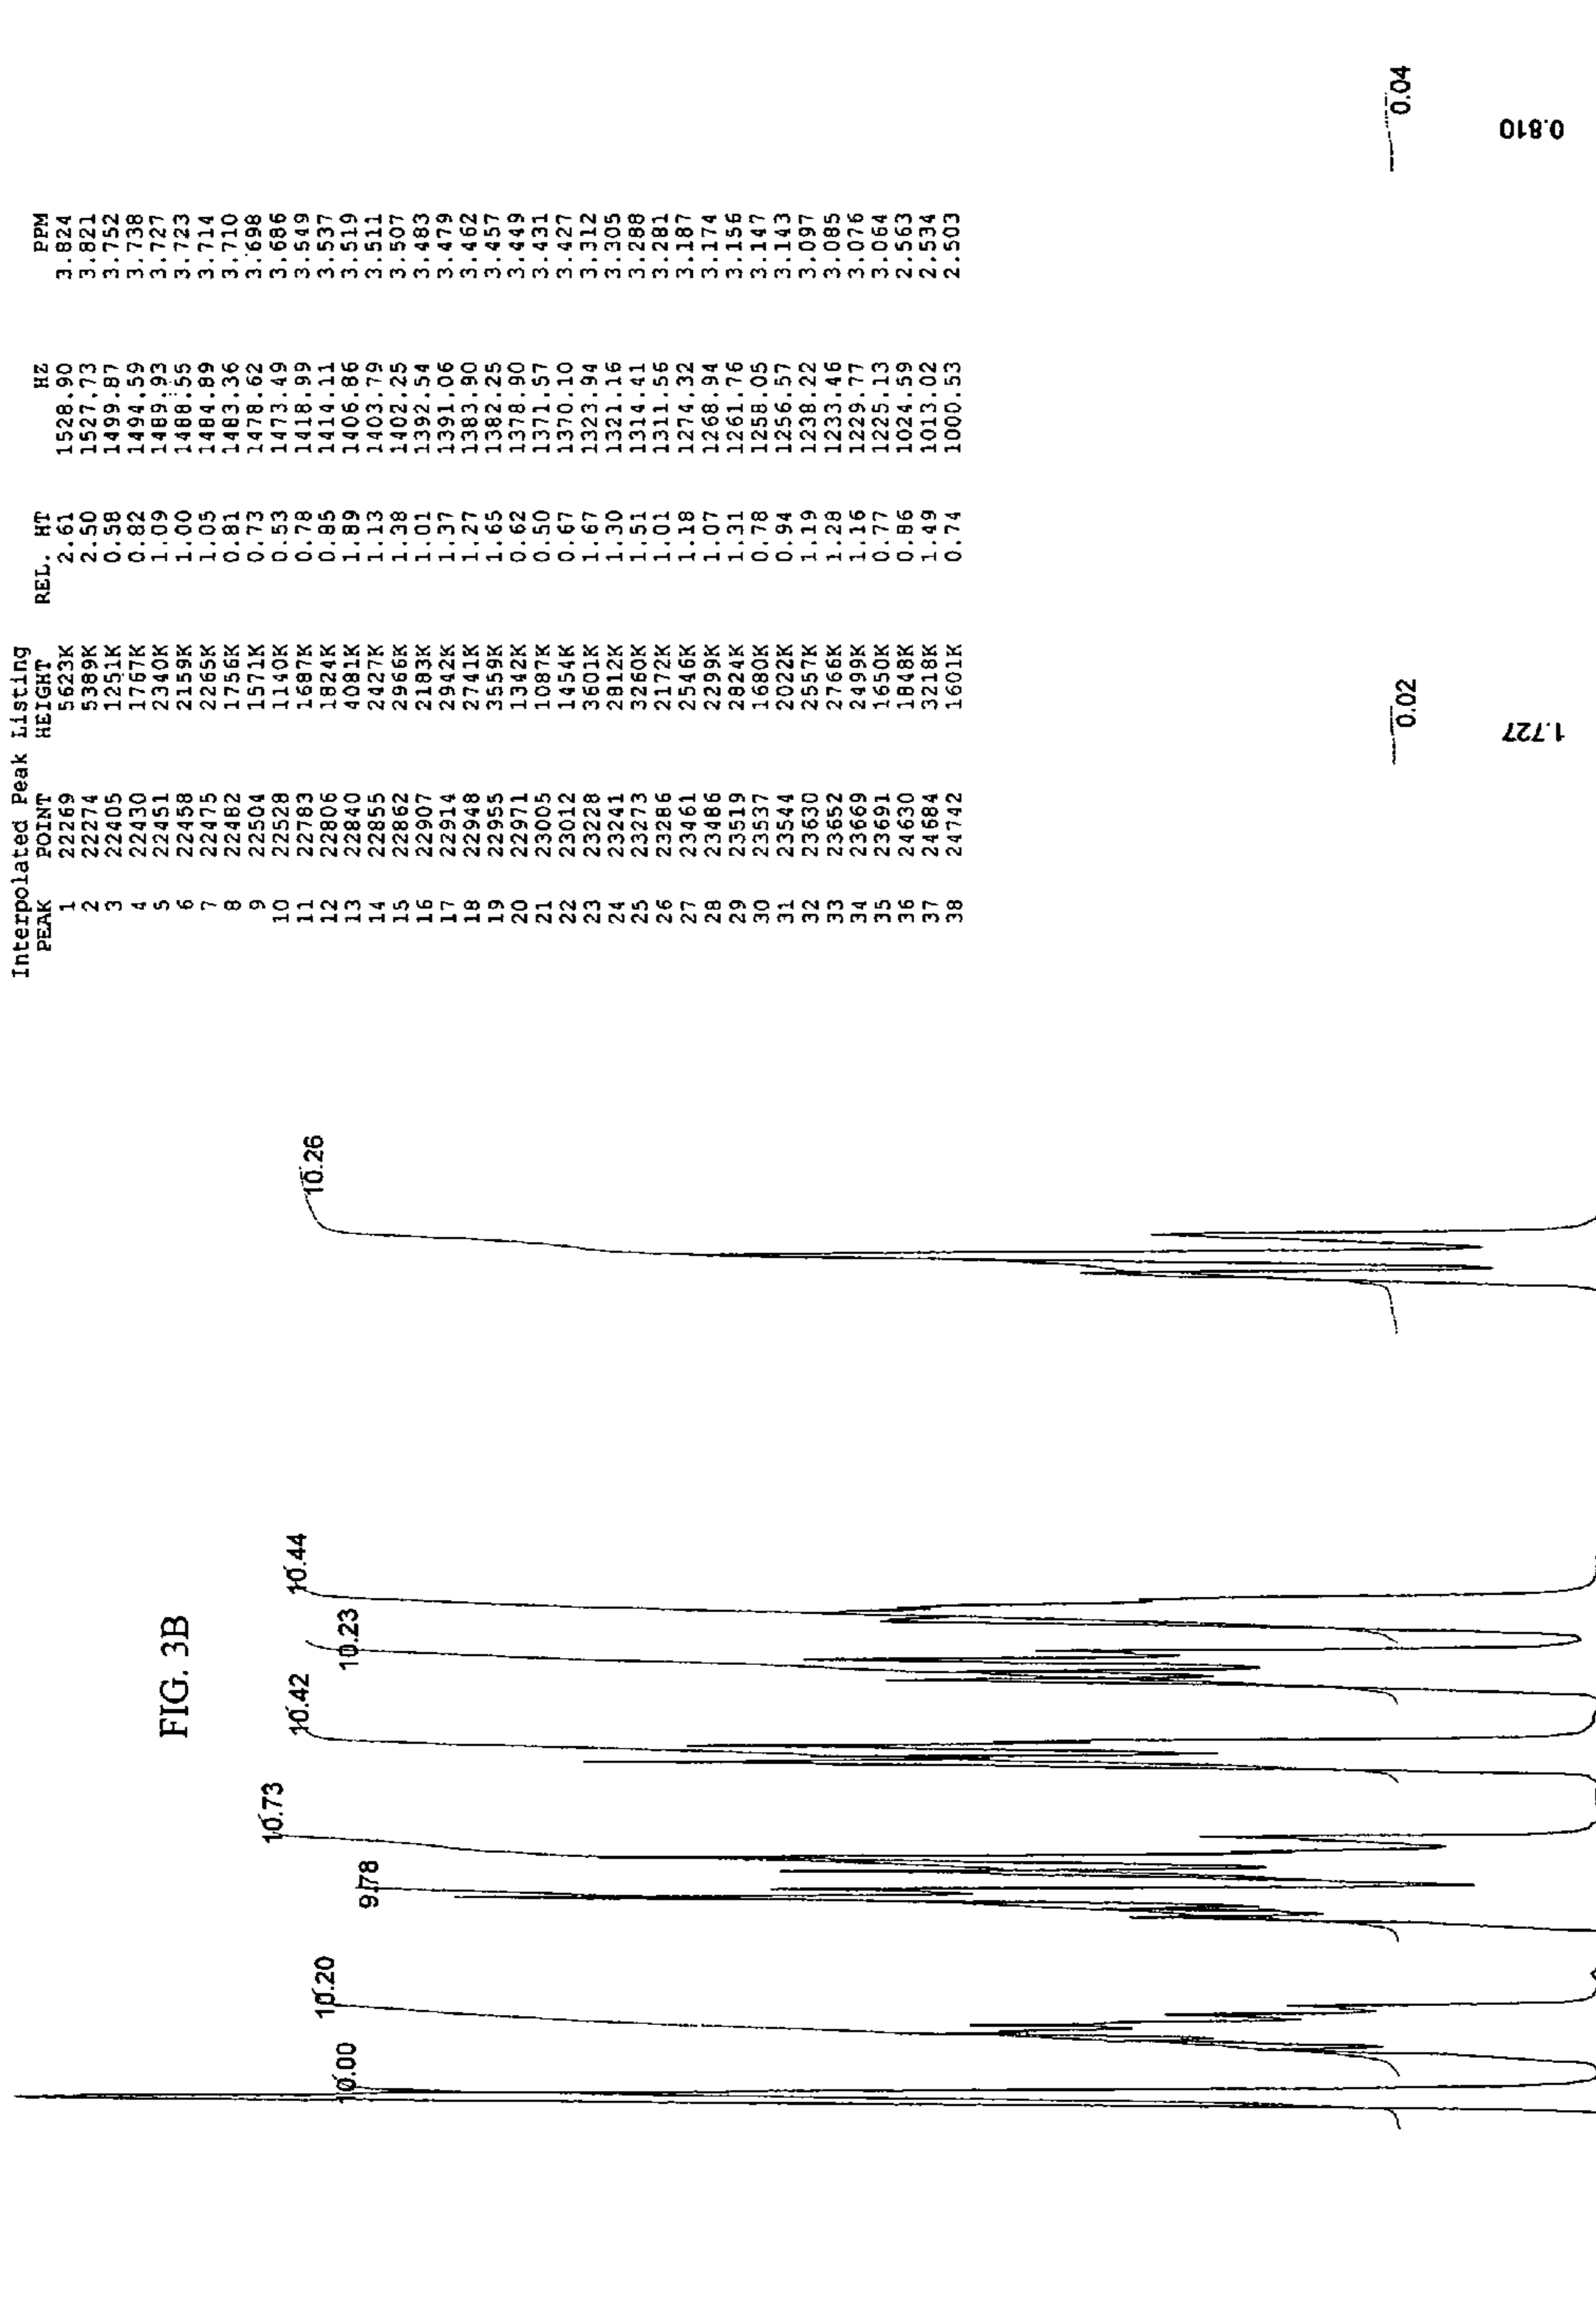 Interpolated Peak Listing
PEAK POINT HEIGHT REL. HT HZ PPM
1 22269 5623K 2.61 1528.90 3.824
2 22274 5389K 2.50 1527.73 3.821
3 22405 1251K 0.58 1499.87 3.752
4 22430 1767K 0.82 1494.59 3.738
5 22451 2340K 1.09 1489.93 3.727
6 22458 2159K 1.00 1488.55 3.723
7 22475 2265K 1.05 1484.89 3.714
8 22482 1756K 0.81 1483.36 3.710
9 22504 1571K 0.73 1478.62 3.698
10 22528 1140K 0.53 1473.49 3.686
11 22783 1687K 0.78 1418.99 3.549
12 22806 1824K 0.85 1414.11 3.537
13 22840 4081K 1.89 1406.86 3.519
14 22855 2427K 1.13 1403.79 3.511
15 22862 2966K 1.38 1402.25 3.507
16 22907 2183K 1.01 1392.54 3.483
17 22914 2942K 1.37 1391.06 3.479
18 22948 2741K 1.27 1383.90 3.462
19 22955 3559K 1.65 1382.25 3.457
20 22971 1342K 0.62 1378.90 3.449
21 23005 1087K 0.50 1371.57 3.431
22 23012 1454K 0.67 1370.10 3.427
23 23228 3601K 1.67 1323.94 3.312
24 23241 2812K 1.30 1321.16 3.305
25 23273 3260K 1.51 1314.41 3.288
26 23286 2172K 1.01 1311.56 3.281
27 23461 2546K 1.18 1274.32 3.187
28 23486 2299K 1.07 1268.94 3.174
29 23519 2824K 1.31 1261.76 3.156
30 23537 1680K 0.78 1258.05 3.147
31 23544 2022K 0.94 1256.57 3.143
32 23630 2557K 1.19 1238.22 3.097
33 23652 2766K 1.28 1233.46 3.085
34 23669 2499K 1.16 1229.77 3.076
35 23691 1650K 0.77 1225.13 3.064
36 24630 1848K 0.86 1024.59 2.563
37 24684 3218K 1.49 1013.02 2.534
38 24742 1601K 0.74 1000.53 2.503
FIG. 3B
10.00
10.20
9.78
10.73
10.42
10.23
10.44
10.26
0.02
0.04
1.727
0.810